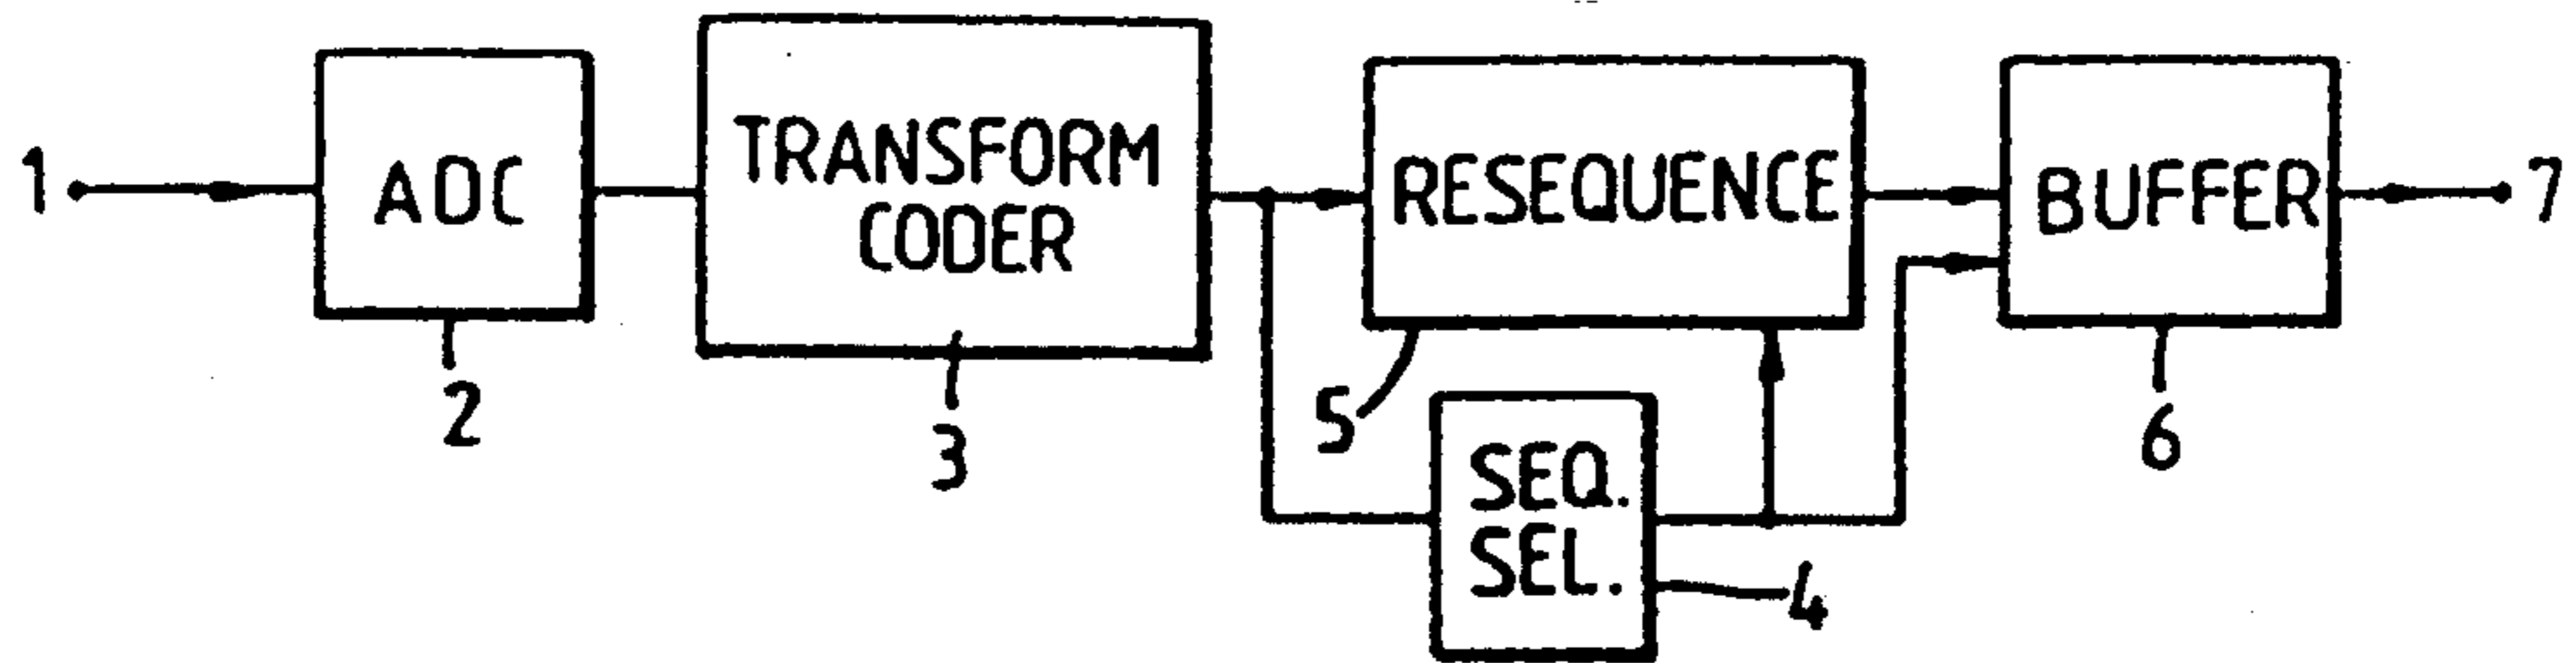 1
ADC
2
TRANSFORM
CODER
3
RESEQUENCE
5
SEQ.
SEL.
4
BUFFER
6
7